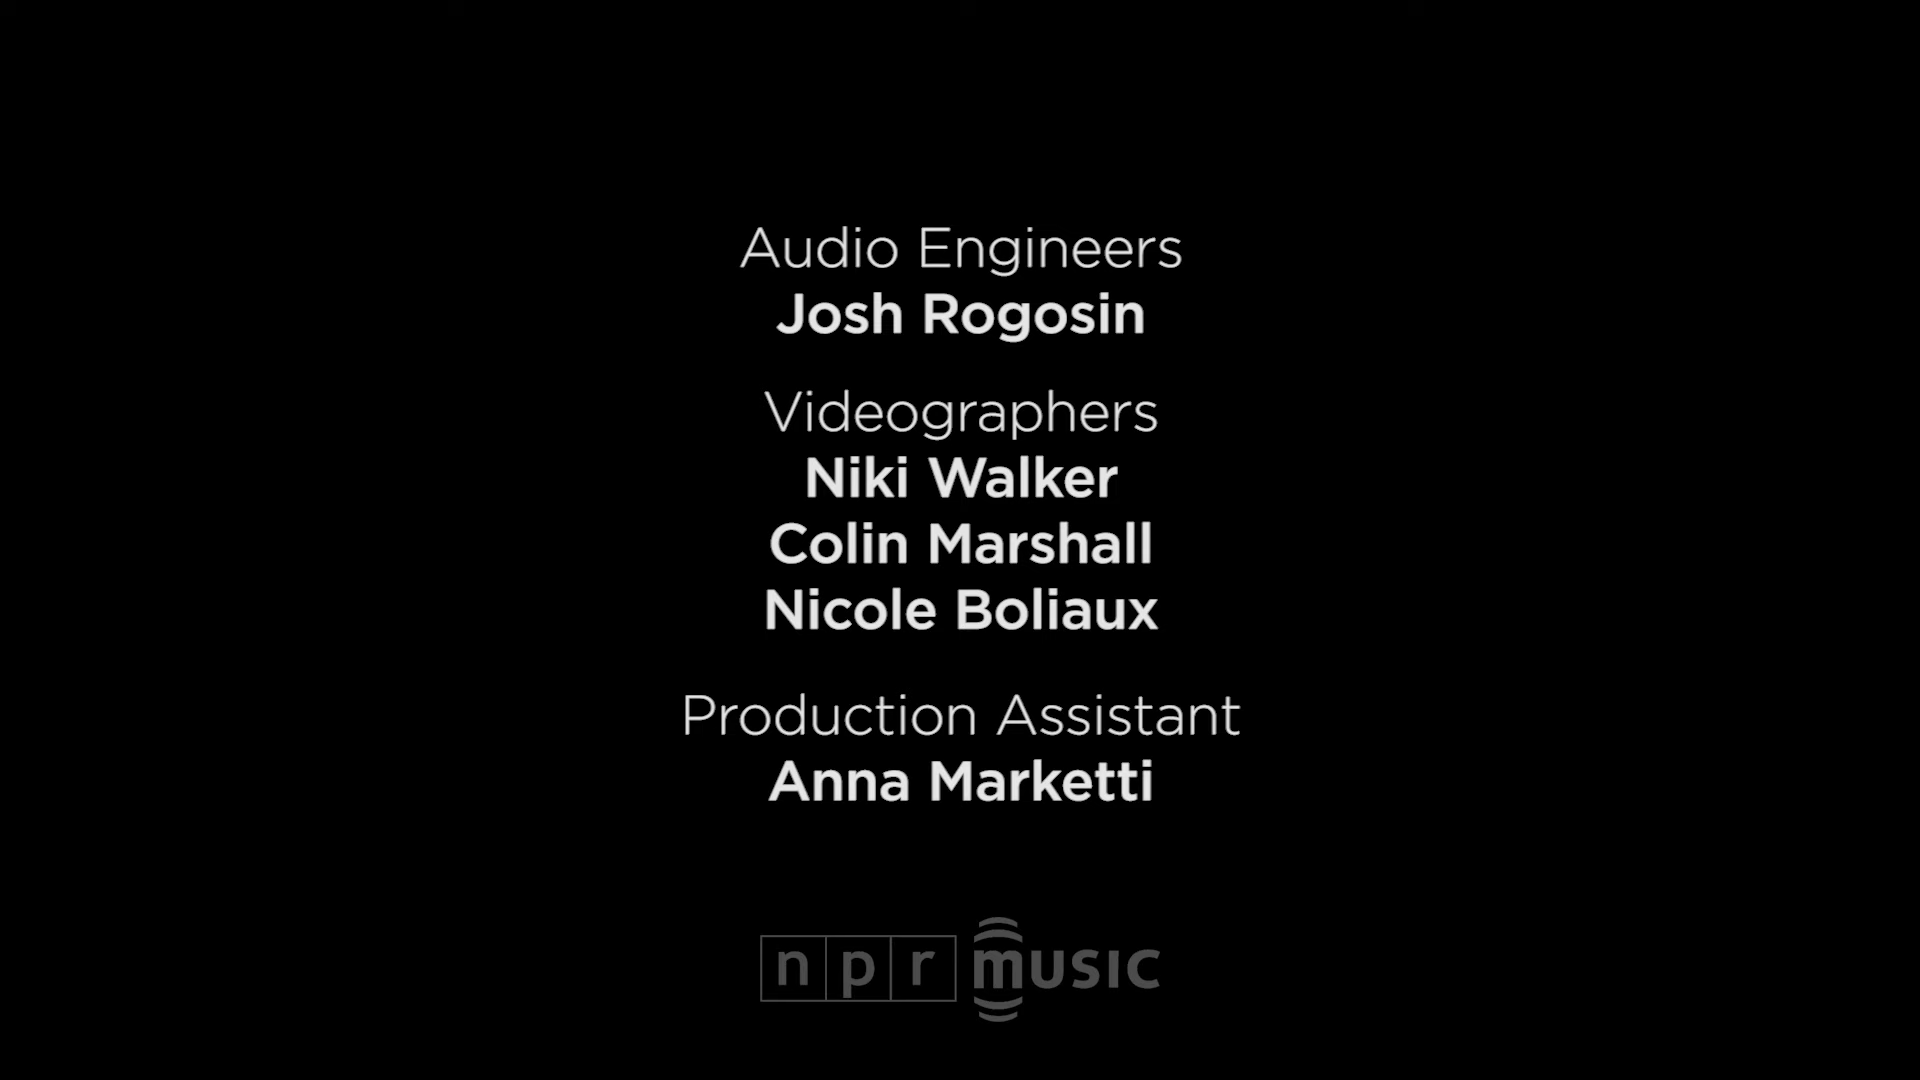 Audio Engineers
Josh Rogosin
Videographers
Niki Walker
Colin Marshall
Nicole Boliaux
Production Assistant
Anna Marketti
npr music